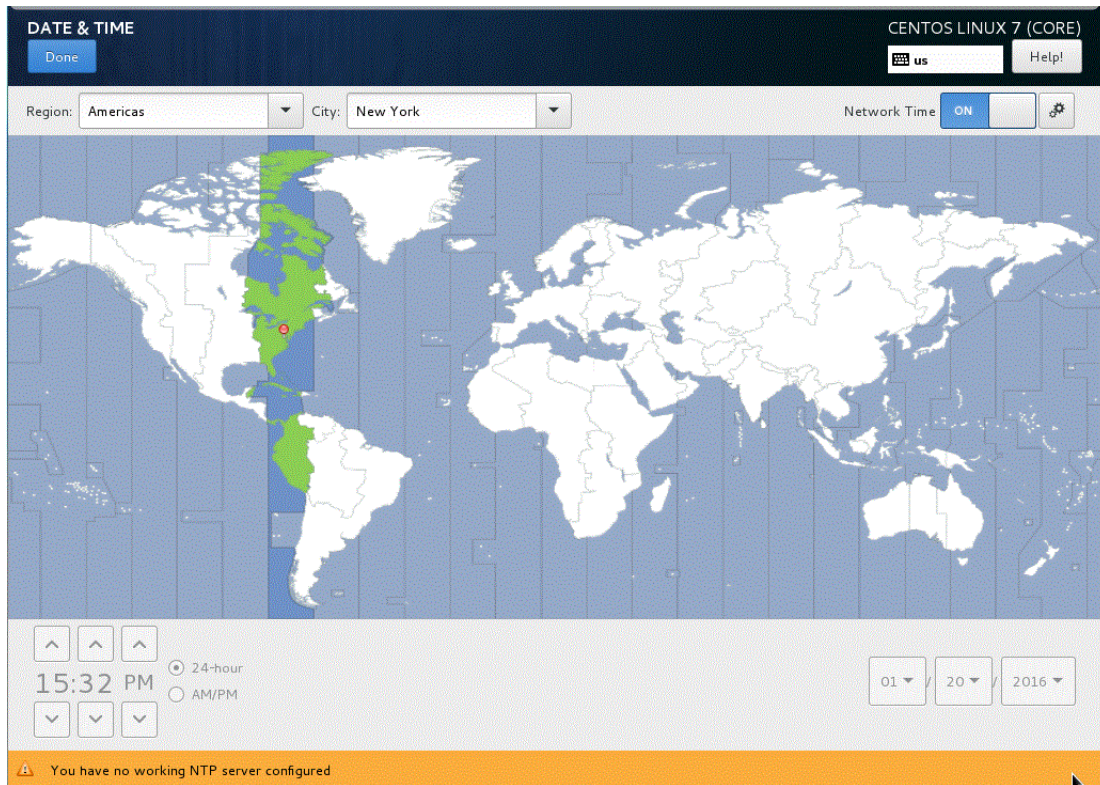 DATE & TIME
CENTOS LINUX 7 (CORE)
Done
us
Help!
Region: Americas City: New York Network Time ON
24-hour
15:32 PM
AM/PM
01 / 20 / 2016
You have no working NTP server configured